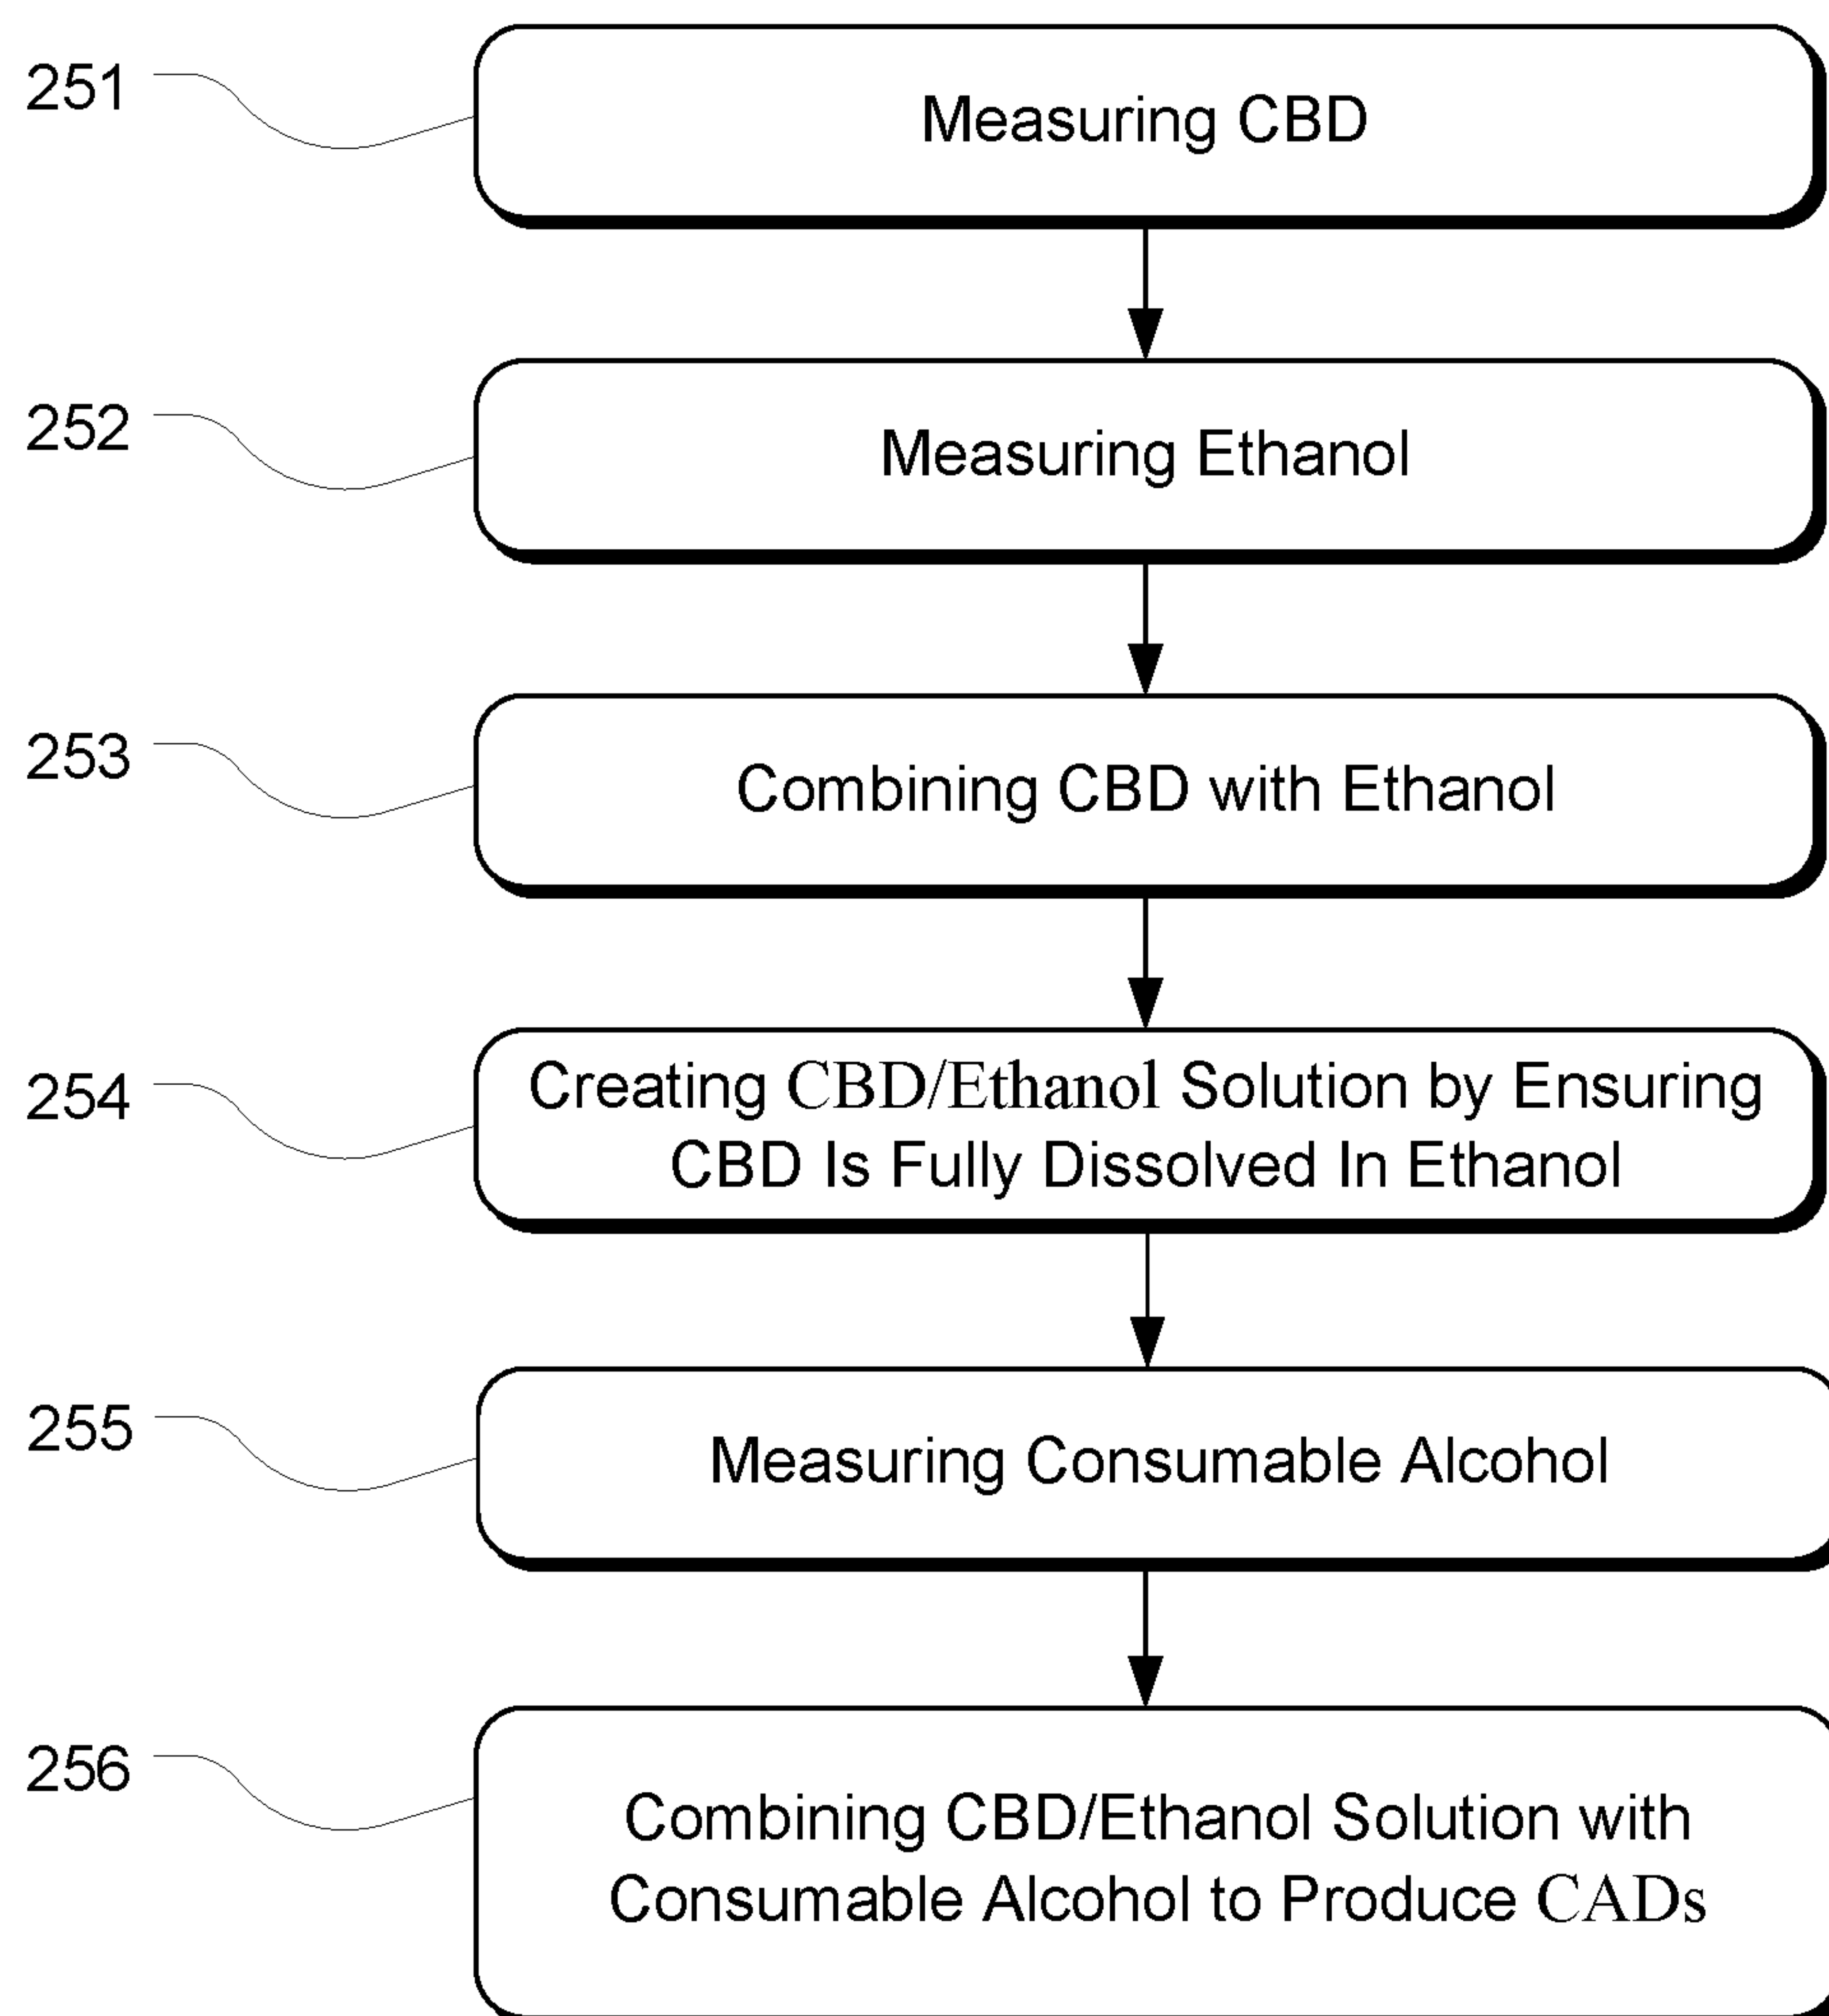 251
Measuring CBD
252
Measuring Ethanol
253
Combining CBD with Ethanol
254
Creating CBD/Ethanol Solution by Ensuring
CBD Is Fully Dissolved In Ethanol
255
Measuring Consumable Alcohol
256
Combining CBD/Ethanol Solution with
Consumable Alcohol to Produce CADs